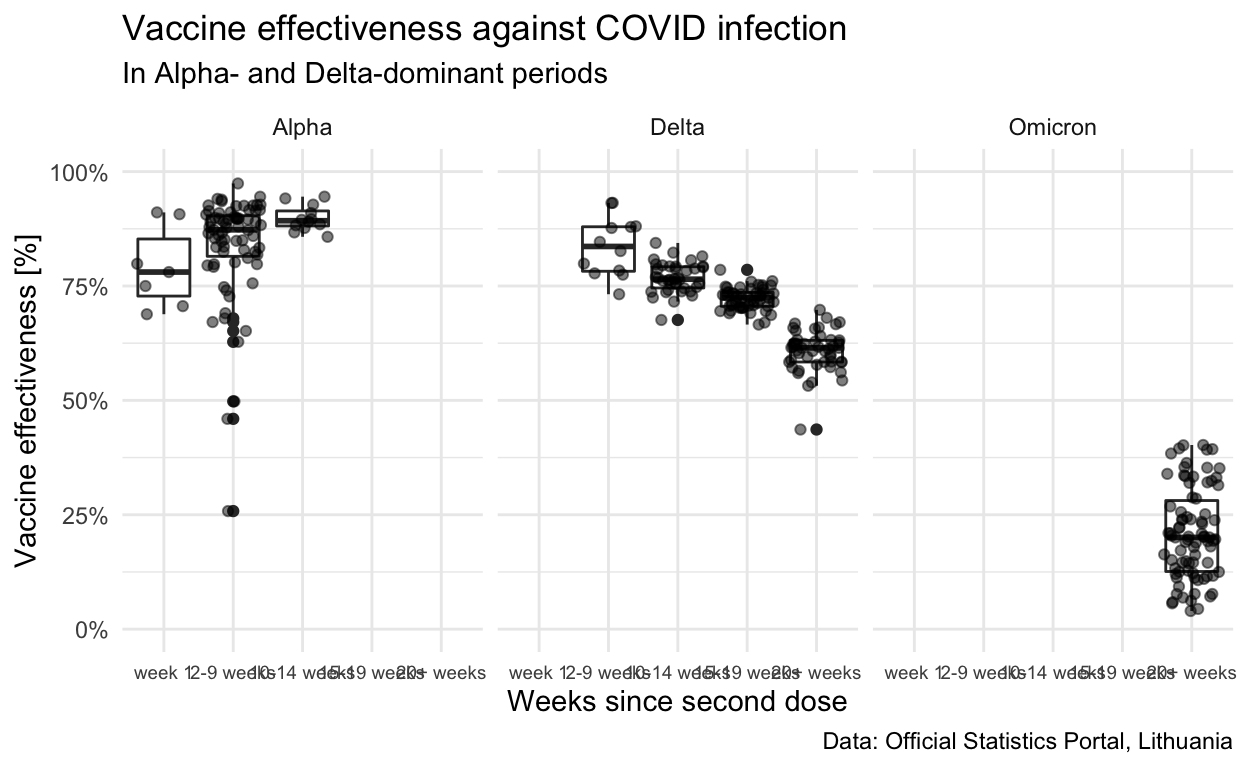 Vaccine effectiveness against COVID infection
In Alpha- and Delta-dominant periods
Alpha Delta Omicron
100%
75%
50%
25%
0%
Vaccine effectiveness [%]
week 1 2-9 weeks 10-14 weeks 15-19 weeks 20+ weeks week 1 2-9 weeks 10-14 weeks 15-19 weeks 20+ weeks week 1 2-9 weeks 10-14 weeks 15-19 weeks 20+ weeks
Weeks since second dose
Data: Official Statistics Portal, Lithuania